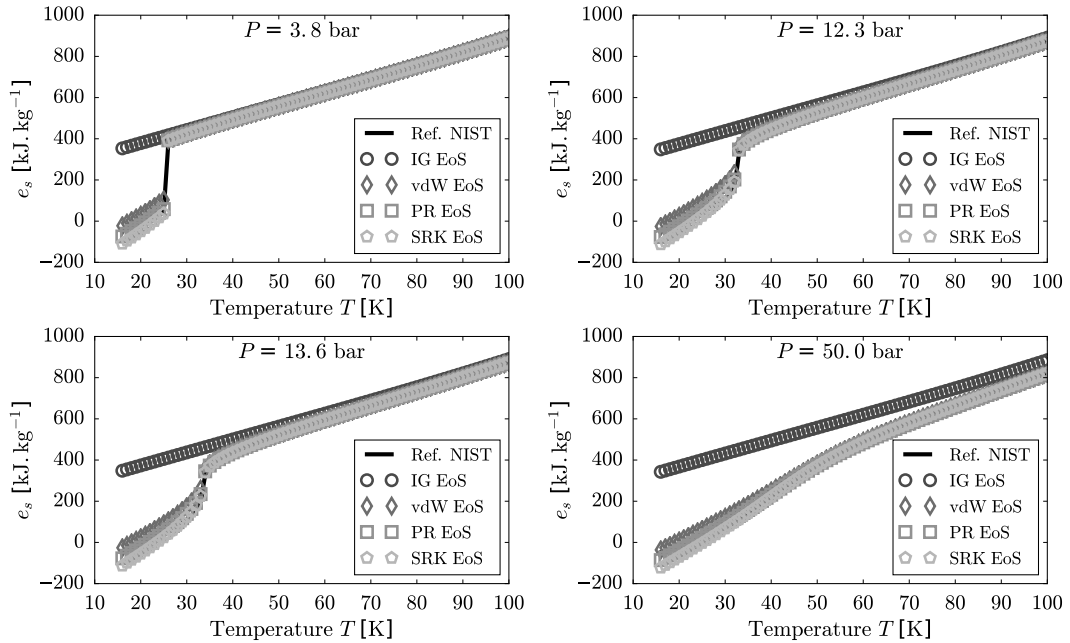 P = 3.8 bar
1000
800
600
400
200
0
−200
e_s [kJ.kg⁻¹]
Ref. NIST
IG EoS
vdW EoS
PR EoS
SRK EoS
10 20 30 40 50 60 70 80 90 100
Temperature T [K]
P = 12.3 bar
1000
800
600
400
200
0
−200
e_s [kJ.kg⁻¹]
Ref. NIST
IG EoS
vdW EoS
PR EoS
SRK EoS
10 20 30 40 50 60 70 80 90 100
Temperature T [K]
P = 13.6 bar
1000
800
600
400
200
0
−200
e_s [kJ.kg⁻¹]
Ref. NIST
IG EoS
vdW EoS
PR EoS
SRK EoS
10 20 30 40 50 60 70 80 90 100
Temperature T [K]
P = 50.0 bar
1000
800
600
400
200
0
−200
e_s [kJ.kg⁻¹]
Ref. NIST
IG EoS
vdW EoS
PR EoS
SRK EoS
10 20 30 40 50 60 70 80 90 100
Temperature T [K]